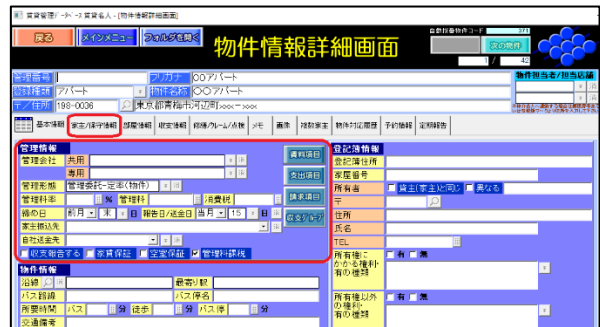 賃貸管理データベース賃貸名人 - [物件情報詳細画面]
戻る メインメニュー フォルダを開く 物件情報詳細画面 自動採番物件コード 371
次の物件
1 / 42
管理番号 フリガナ 〇〇アパート 物件担当者/担当店舗
登録種類 アパート 物件名称 〇〇アパート
〒/住所 198-0036 東京都青梅市河辺町×××-×××
基本情報 家主/保守情報 部屋情報 収支情報 修繕/クレーム/点検 メモ 画像 複数家主 物件対応履歴 予約情報 定期報告
管理情報 登記簿情報
管理会社 共用 賃料項目 登記簿住所
専用 家屋番号
管理形態 管理委託-定率(物件) 支出項目 所有者 貸主(家主)と同じ 異なる
管理料率 % 管理料 消費税 請求項目 〒
締め日 前月 末 日 報告日/送金日 当月 15 日 収支グループ 住所
家主振込先 氏名
自社送金先 TEL
収支報告する 家賃保証 空室保証 管理料課税 所有権にかかる権利・有の種類 有 無
物件情報
沿線 最寄り駅
バス路線 バス停名 所有権以外の権利・有の種類 有 無
所要時間 バス 分 徒歩 分 バス停 分
交通備考